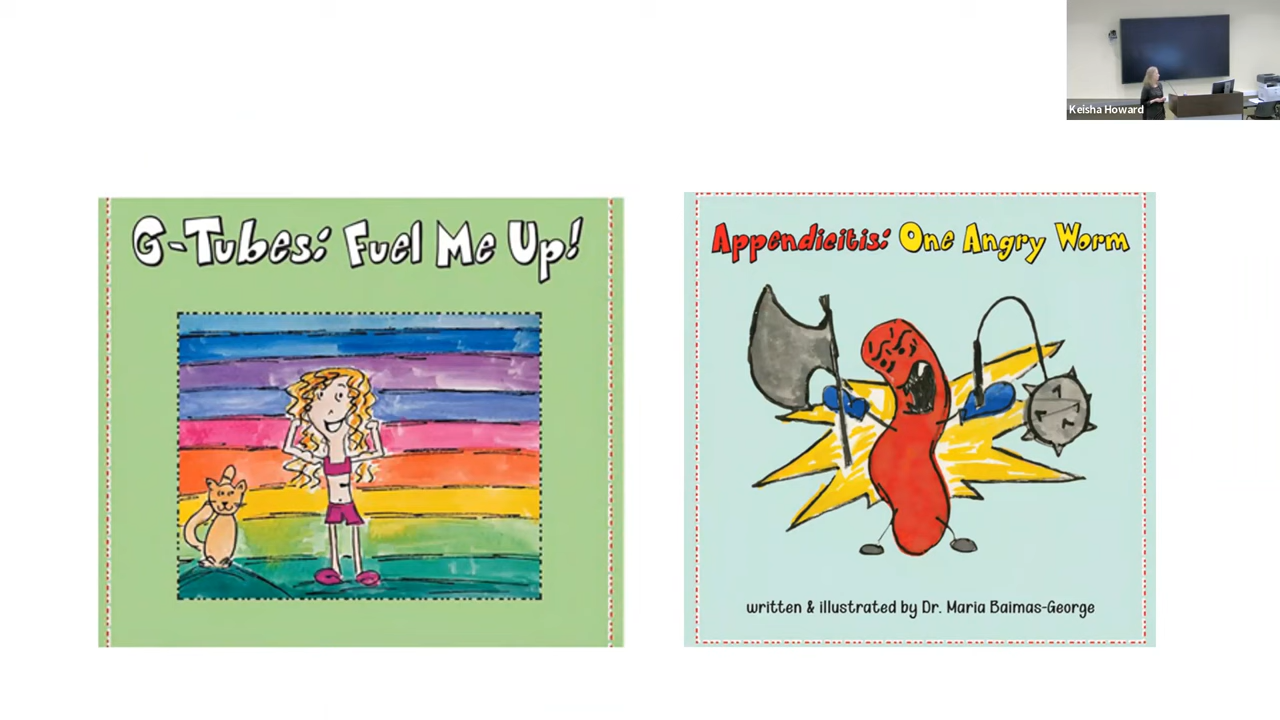 Keisha Howard
G-Tubes: Fuel Me Up!
Appendicitis: One Angry Worm
written & illustrated by Dr. Maria Baimas-George